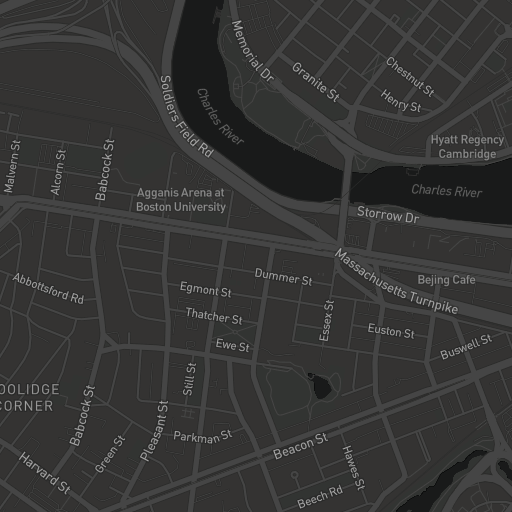 Memorial Dr
Granite St
Chestnut St
Henry St
Soldiers Field Rd
Charles River
Hyatt Regency
Cambridge
Malvern St
Alcorn St
Babcock St
Agganis Arena at
Boston University
Charles River
Storrow Dr
Massachusetts Turnpike
Bejing Cafe
Abbottsford Rd
Dummer St
Egmont St
Thatcher St
Essex St
Euston St
Ewe St
Buswell St
OOLIDGE
CORNER
Still St
Babcock St
Pleasant St
Green St
Parkman St
Beacon St
Harvard St
Hawes St
Beech Rd